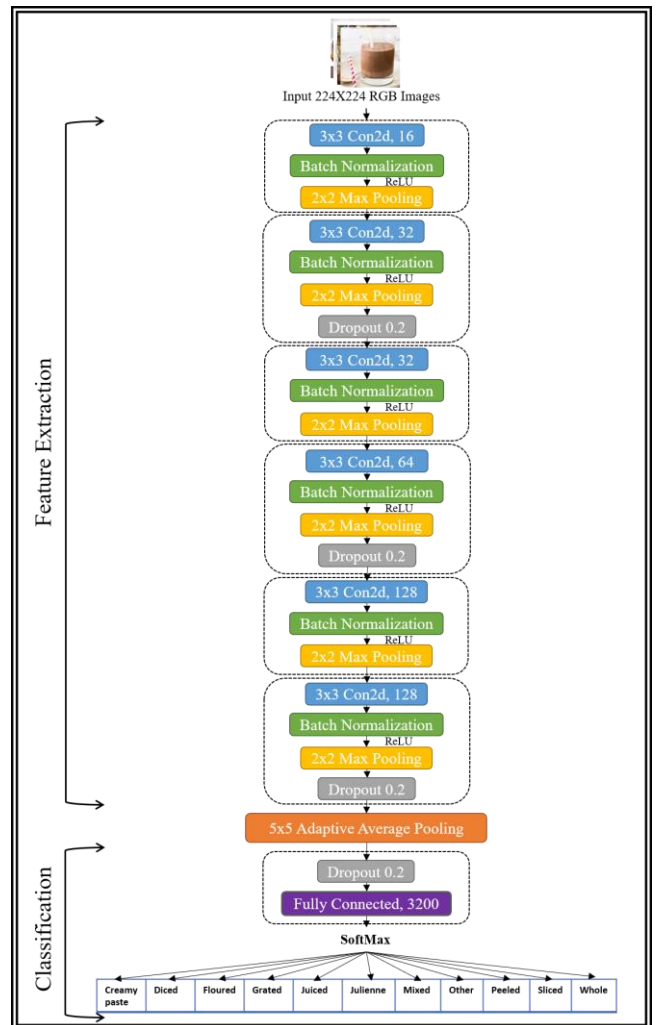 Input 224X224 RGB Images
Feature Extraction
3x3 Con2d, 16
Batch Normalization
ReLU
2x2 Max Pooling
3x3 Con2d, 32
Batch Normalization
ReLU
2x2 Max Pooling
Dropout 0.2
3x3 Con2d, 32
Batch Normalization
ReLU
2x2 Max Pooling
3x3 Con2d, 64
Batch Normalization
ReLU
2x2 Max Pooling
Dropout 0.2
3x3 Con2d, 128
Batch Normalization
ReLU
2x2 Max Pooling
3x3 Con2d, 128
Batch Normalization
ReLU
2x2 Max Pooling
Dropout 0.2
5x5 Adaptive Average Pooling
Classification
Dropout 0.2
Fully Connected, 3200
SoftMax
Creamy paste
Diced
Floured
Grated
Juiced
Julienne
Mixed
Other
Peeled
Sliced
Whole